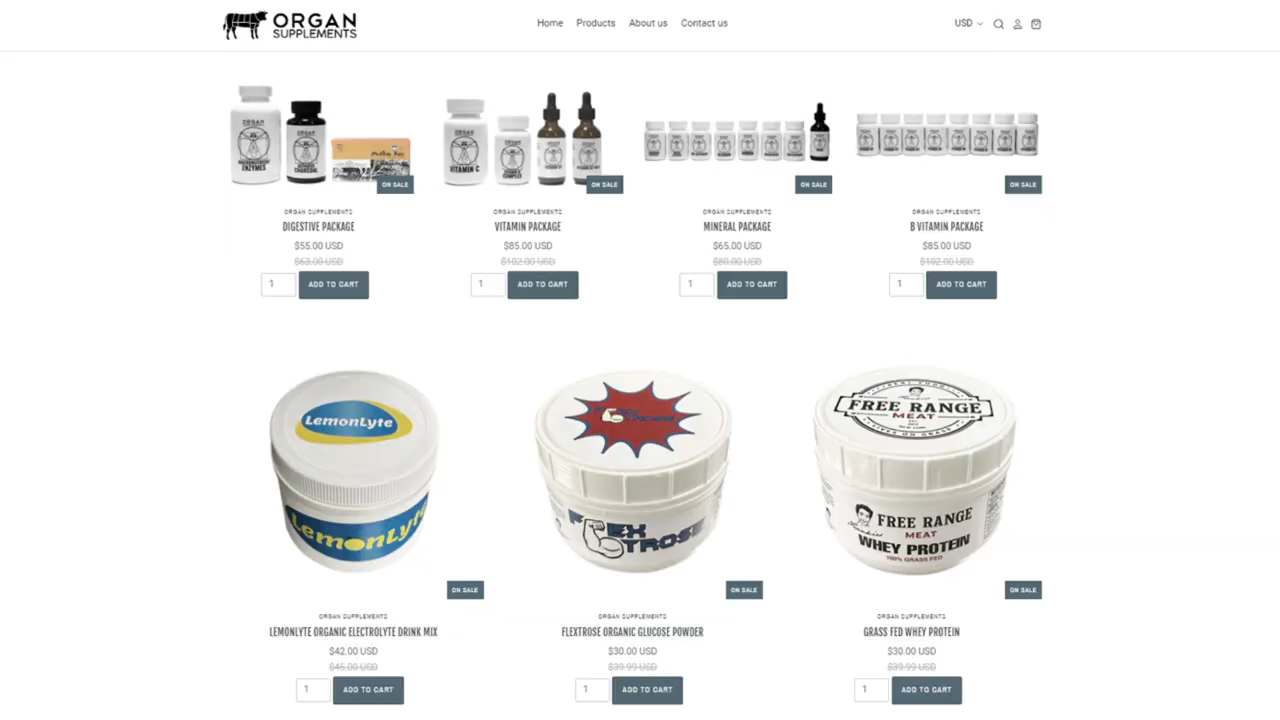 ORGAN
SUPPLEMENTS
Home Products About us Contact us
USD
ORGAN
ENZYMES
ORGAN
CHARCOAL
ON SALE
VITAMIN C
ON SALE
ON SALE
ON SALE
ORGAN SUPPLEMENTS
DIGESTIVE PACKAGE
$55.00 USD
$63.00 USD
1 ADD TO CART
ORGAN SUPPLEMENTS
VITAMIN PACKAGE
$85.00 USD
$102.00 USD
1 ADD TO CART
ORGAN SUPPLEMENTS
MINERAL PACKAGE
$65.00 USD
$80.00 USD
1 ADD TO CART
ORGAN SUPPLEMENTS
B VITAMIN PACKAGE
$85.00 USD
$102.00 USD
1 ADD TO CART
LemonLyte
LemonLyte
ON SALE
FLEX
TROSE
ON SALE
FREE RANGE
MEAT
FREE RANGE
MEAT
WHEY PROTEIN
100% GRASS FED
ON SALE
ORGAN SUPPLEMENTS
LEMONLYTE ORGANIC ELECTROLYTE DRINK MIX
$42.00 USD
$45.00 USD
1 ADD TO CART
ORGAN SUPPLEMENTS
FLEXTROSE ORGANIC GLUCOSE POWDER
$30.00 USD
$39.99 USD
1 ADD TO CART
ORGAN SUPPLEMENTS
GRASS FED WHEY PROTEIN
$30.00 USD
$39.99 USD
1 ADD TO CART